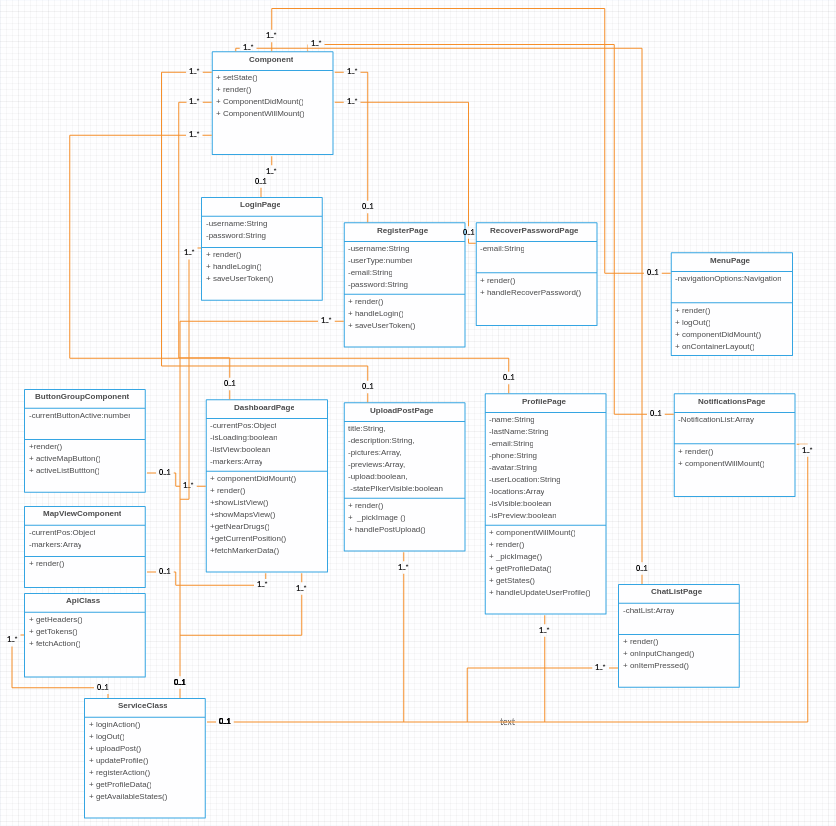 1..*
1..*
1..*
Component
+ setState()
+ render()
+ ComponentDidMount()
+ ComponentWillMount()
1..*
1..*
1..*
1..*
1..*
1..*
0..1
LoginPage
-username:String
-password:String
+ render()
+ handleLogin()
+ saveUserToken()
1..*
0..1
RegisterPage
-username:String
-userType:number
-email:String
-password:String
+ render()
+ handleLogin()
+ saveUserToken()
1..*
0..1
RecoverPasswordPage
-email:String
+ render()
+ handleRecoverPassword()
0..1
MenuPage
-navigationOptions:Navigation
+ render()
+ logOut()
+ componentDidMount()
+ onContainerLayout()
ButtonGroupComponent
-currentButtonActive:number
+render()
+ activeMapButton()
+ activeListButtton()
0..1
0..1
DashboardPage
-currentPos:Object
-isLoading:boolean
-listView:boolean
-markers:Array
+ componentDidMount()
+ render()
+showListView()
+showMapsView()
+getNearDrugs()
+getCurrentPosition()
+fetchMarkerData()
1..*
1..*
1..*
0..1
UploadPostPage
title:String,
-description:String,
-pictures:Array,
-previews:Array,
-upload:boolean,
-statePikerVisible:boolean
+ render()
+ _pickImage ()
+ handlePostUpload()
1..*
0..1
ProfilePage
-name:String
-lastName:String
-email:String
-phone:String
-avatar:String
-userLocation:String
-locations:Array
-isVisible:boolean
-isPreview:boolean
+ componentWillMount()
+ render()
+ _pickImage()
+ getProfileData()
+ getStates()
+ handleUpdateUserProfile()
1..*
0..1
NotificationsPage
-NotificationList:Array
+ render()
+ componentWillMount()
1..*
MapViewComponent
-currentPos:Object
-markers:Array
+ render()
0..1
ApiClass
+ getHeaders()
+ getTokens()
+ fetchAction()
1..*
0..1
ChatListPage
-chatList:Array
+ render()
+ onInputChanged()
+ onItemPressed()
1..*
0..1
0..1
ServiceClass
+ loginAction()
+ logOut()
+ uploadPost()
+ updateProfile()
+ registerAction()
+ getProfileData()
+ getAvailableStates()
0..1
text